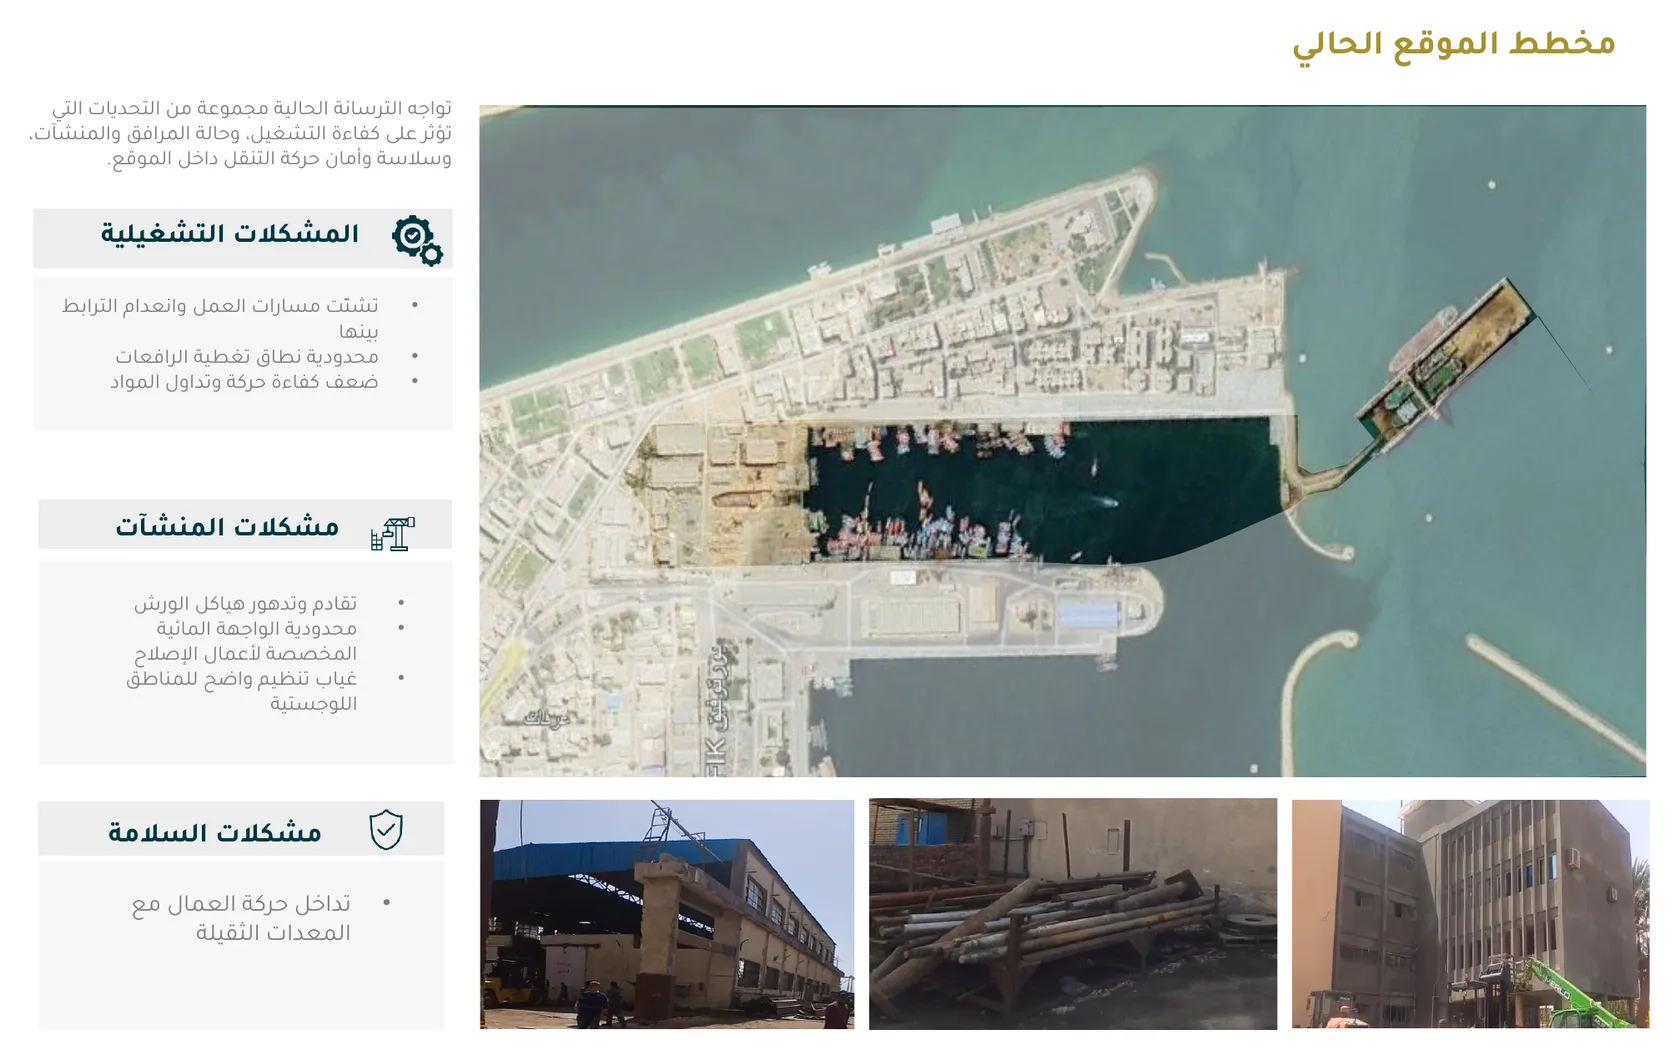 مخطط الموقع الحالي
تواجه الترسانة الحالية مجموعة من التحديات التي
تؤثر على كفاءة التشغيل، وحالة المرافق والمنشآت،
وسلاسة وأمان حركة التنقل داخل الموقع.
المشكلات التشغيلية
• تشتّت مسارات العمل وانعدام الترابط
بينها
• محدودية نطاق تغطية الرافعات
• ضعف كفاءة حركة وتداول المواد
مشكلات المنشآت
• تقادم وتدهور هياكل الورش
• محدودية الواجهة المائية
المخصصة لأعمال الإصلاح
• غياب تنظيم واضح للمناطق
اللوجستية
مشكلات السلامة
• تداخل حركة العمال مع
المعدات الثقيلة
بورتوفيق
FIK